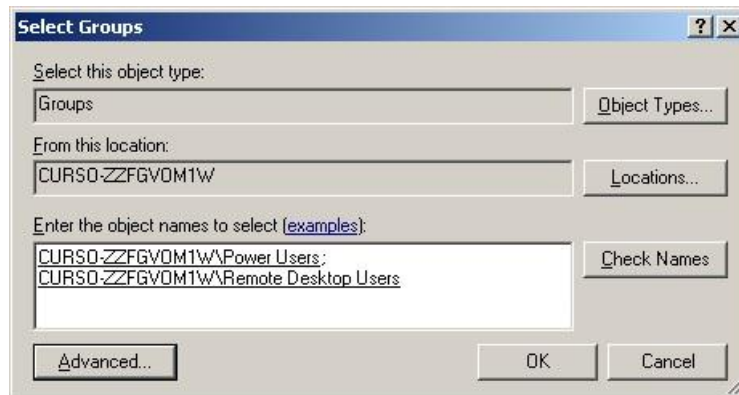 Select Groups
Select this object type:
Groups
Object Types...
From this location:
CURSO-ZZFGVOM1W
Locations...
Enter the object names to select (examples):
CURSO-ZZFGVOM1W\Power Users;
CURSO-ZZFGVOM1W\Remote Desktop Users
Check Names
Advanced...
OK
Cancel